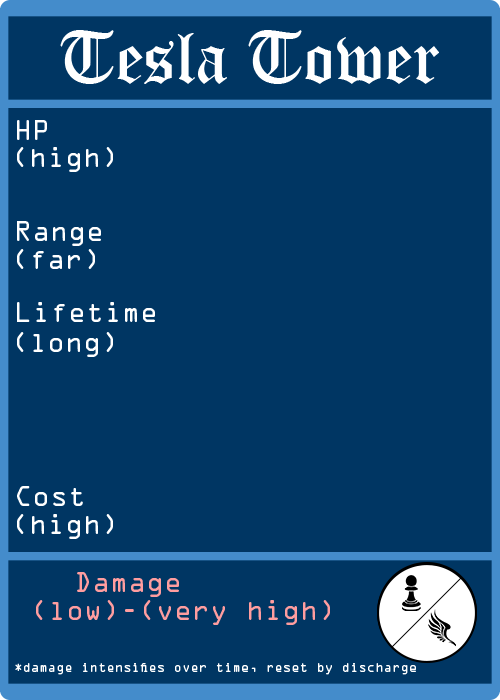 Tesla Tower
HP
(high)
Range
(far)
Lifetime
(long)
Cost
(high)
Damage
(low)-(very high)
*damage intensifies over time, reset by discharge